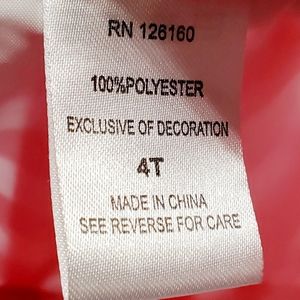 RN 126160
100%POLYESTER
EXCLUSIVE OF DECORATION
4T
MADE IN CHINA
SEE REVERSE FOR CARE